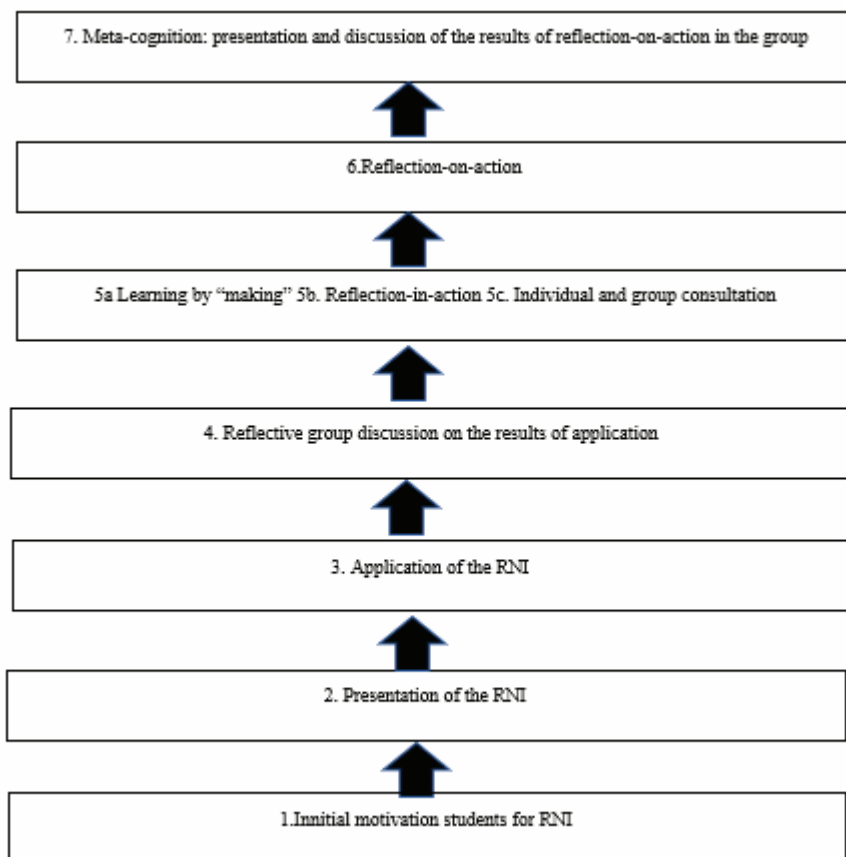 7. Meta-cognition: presentation and discussion of the results of reflection-on-action in the group
6.Reflection-on-action
5a Learning by “making” 5b. Reflection-in-action 5c. Individual and group consultation
4. Reflective group discussion on the results of application
3. Application of the RNI
2. Presentation of the RNI
1.Innitial motivation students for RNI